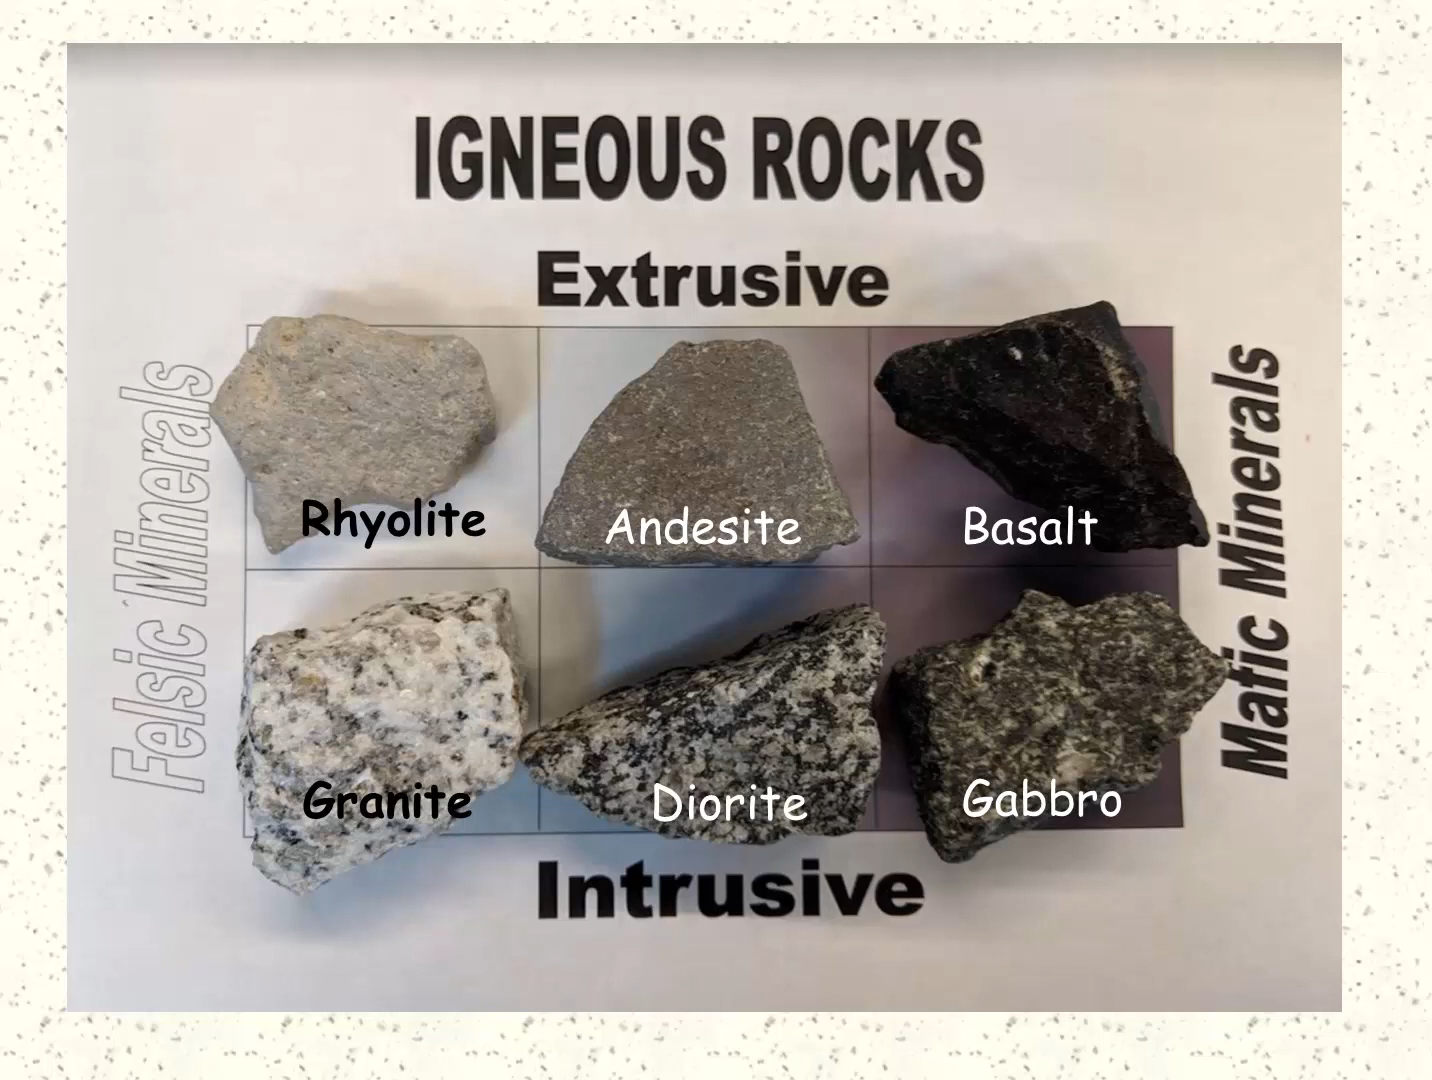 IGNEOUS ROCKS
Extrusive
Felsic Minerals
Mafic Minerals
Rhyolite
Andesite
Basalt
Granite
Diorite
Gabbro
Intrusive